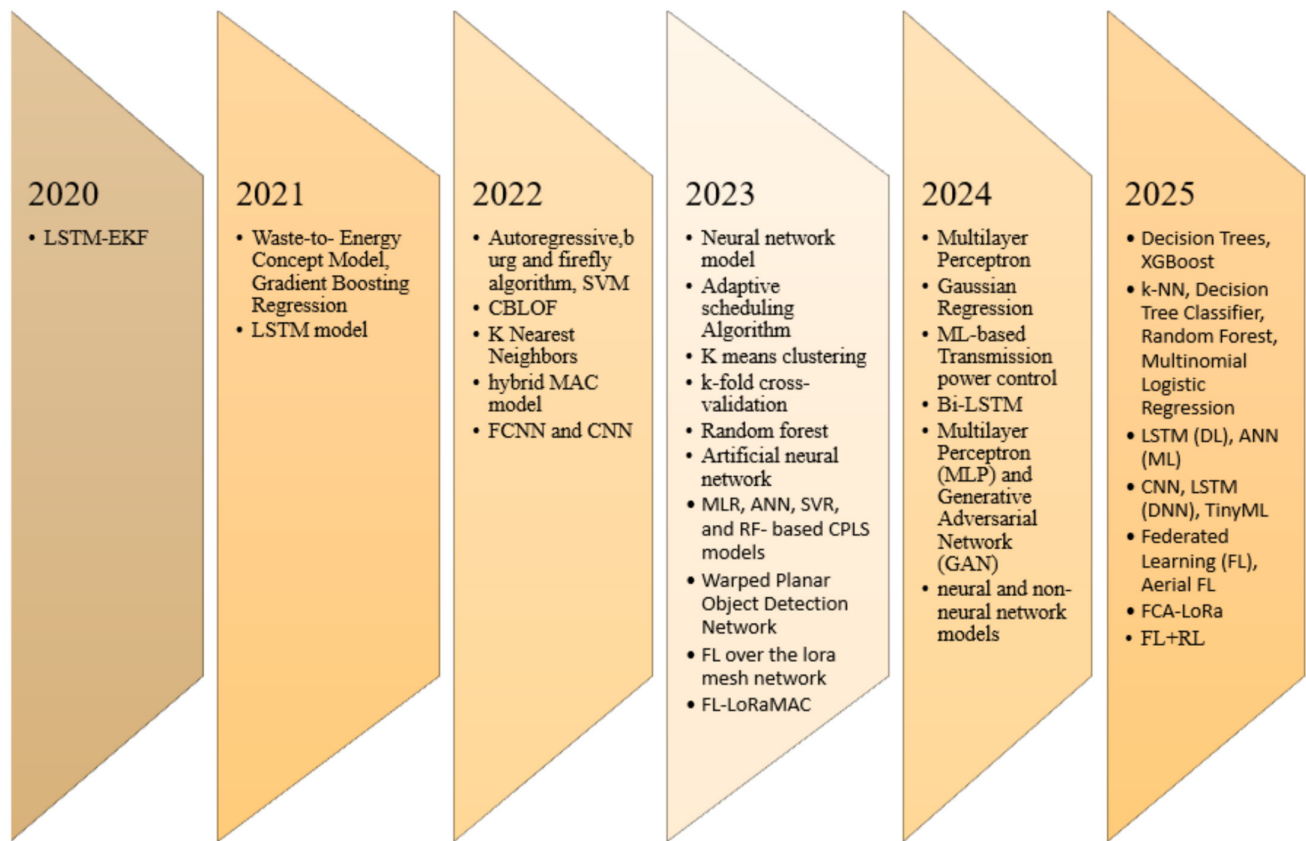 2020
• LSTM-EKF
2021
• Waste-to- Energy
Concept Model,
Gradient Boosting
Regression
• LSTM model
2022
• Autoregressive,b
urg and firefly
algorithm, SVM
• CBLOF
• K Nearest
Neighbors
• hybrid MAC
model
• FCNN and CNN
2023
• Neural network
model
• Adaptive
scheduling
Algorithm
• K means clustering
• k-fold cross-
validation
• Random forest
• Artificial neural
network
• MLR, ANN, SVR,
and RF- based CPLS
models
• Warped Planar
Object Detection
Network
• FL over the lora
mesh network
• FL-LoRaMAC
2024
• Multilayer
Perceptron
• Gaussian
Regression
• ML-based
Transmission
power control
• Bi-LSTM
• Multilayer
Perceptron
(MLP) and
Generative
Adversarial
Network
(GAN)
• neural and non-
neural network
models
2025
• Decision Trees,
XGBoost
• k-NN, Decision
Tree Classifier,
Random Forest,
Multinomial
Logistic
Regression
• LSTM (DL), ANN
(ML)
• CNN, LSTM
(DNN), TinyML
• Federated
Learning (FL),
Aerial FL
• FCA-LoRa
• FL+RL